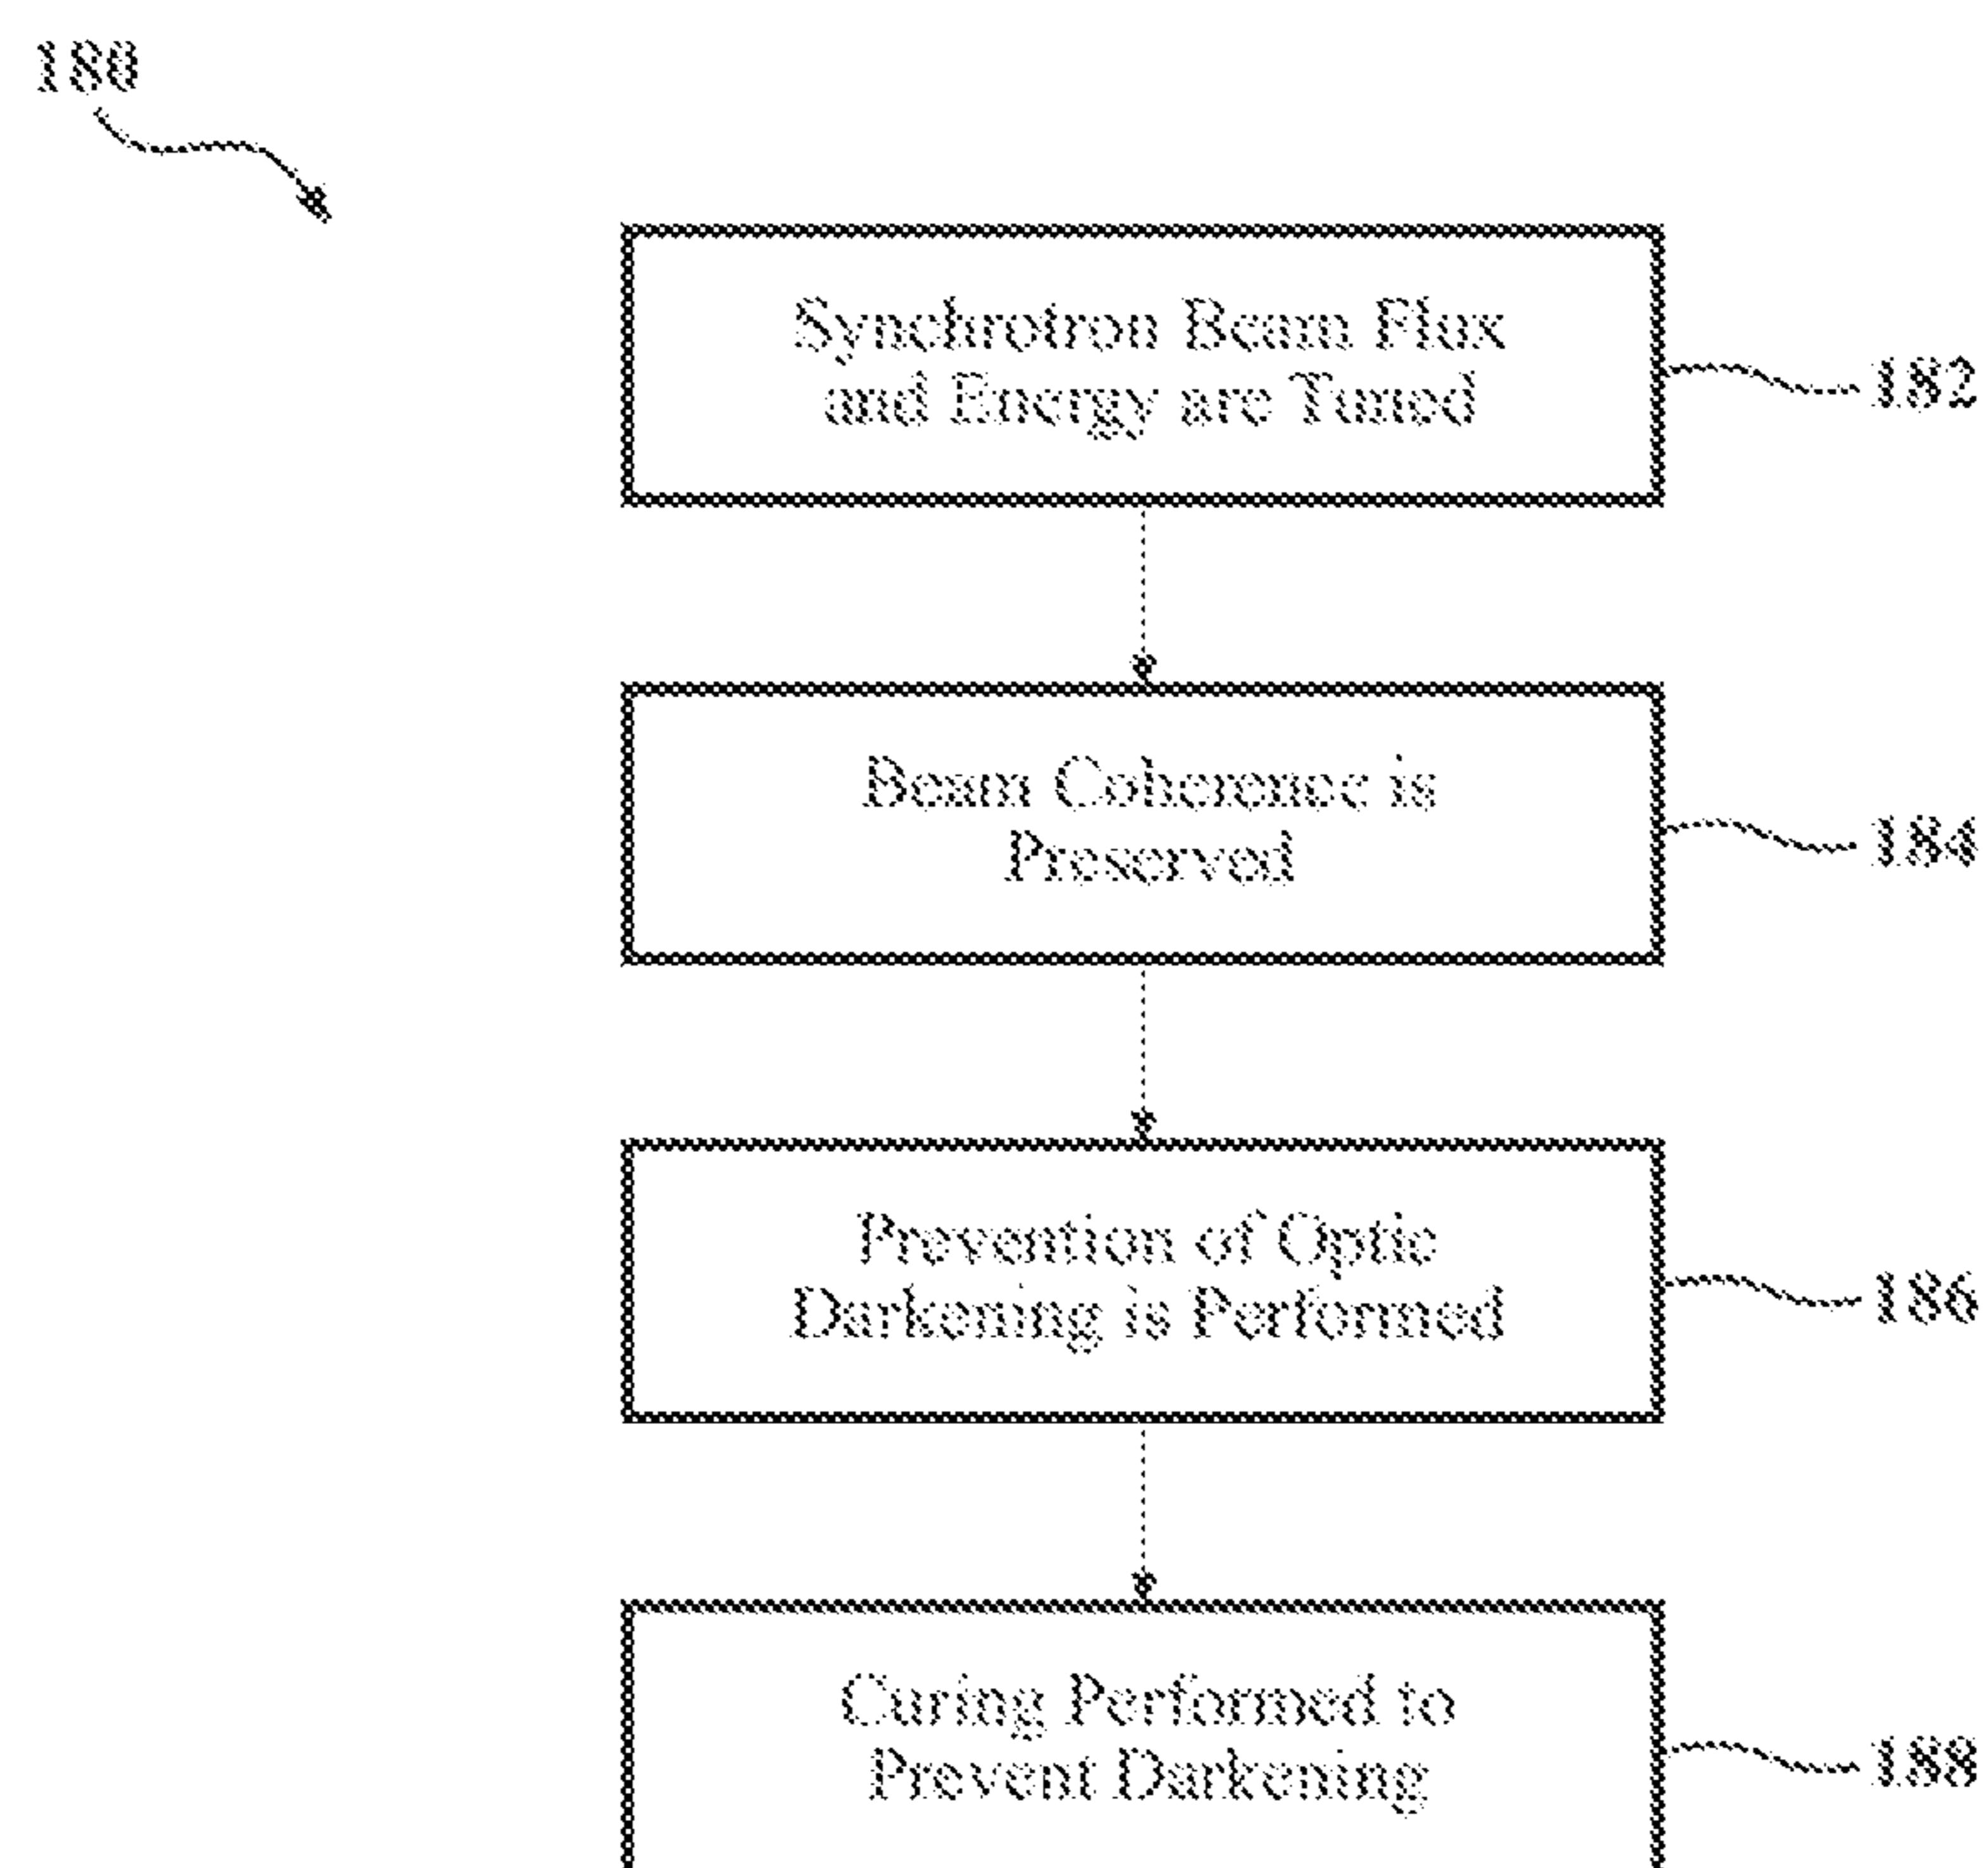 180
Synchrotron Beam Flux
and Energy are Tuned
182
Beam Coherence is
Preserved
184
Prevention of Optic
Darkening is Performed
186
Curing Performed to
Prevent Darkening
188